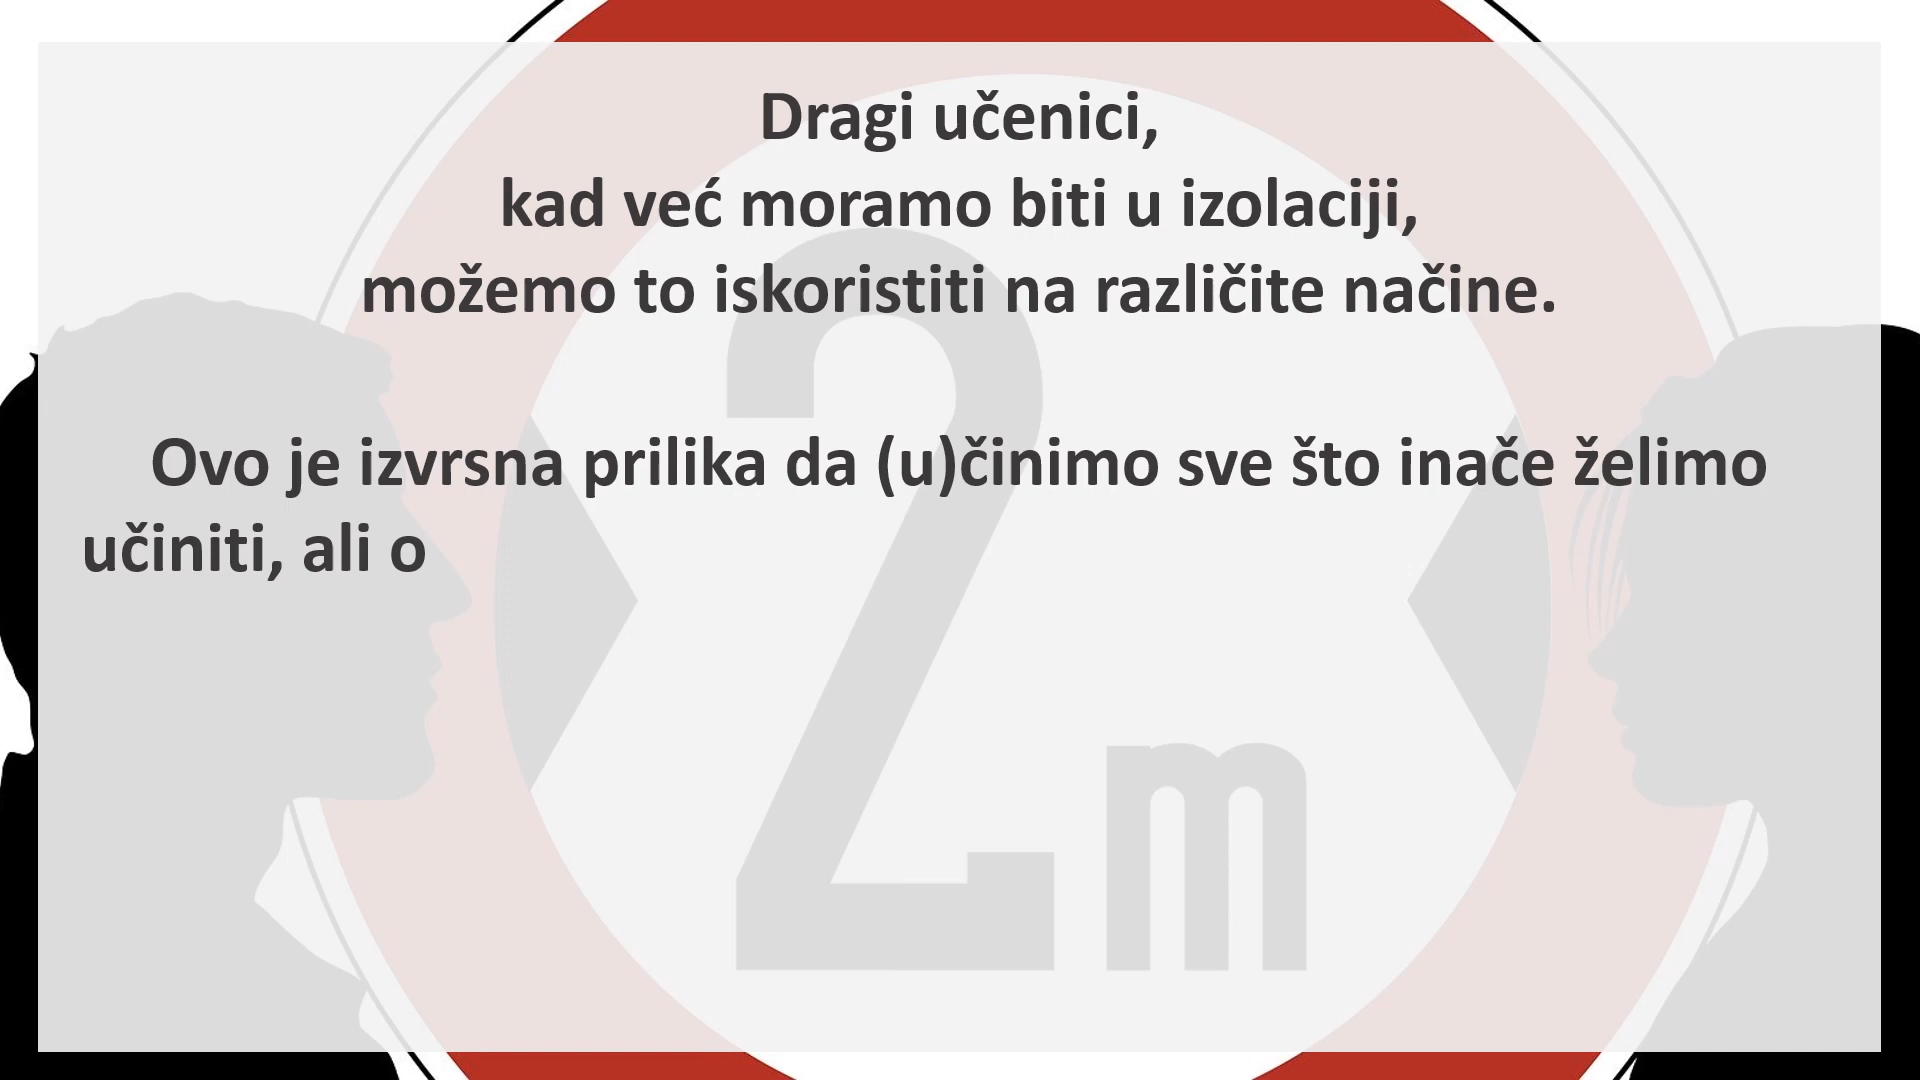 Dragi učenici,
kad već moramo biti u izolaciji,
možemo to iskoristiti na različite načine.
Ovo je izvrsna prilika da (u)činimo sve što inače želimo
učiniti, ali o
2m